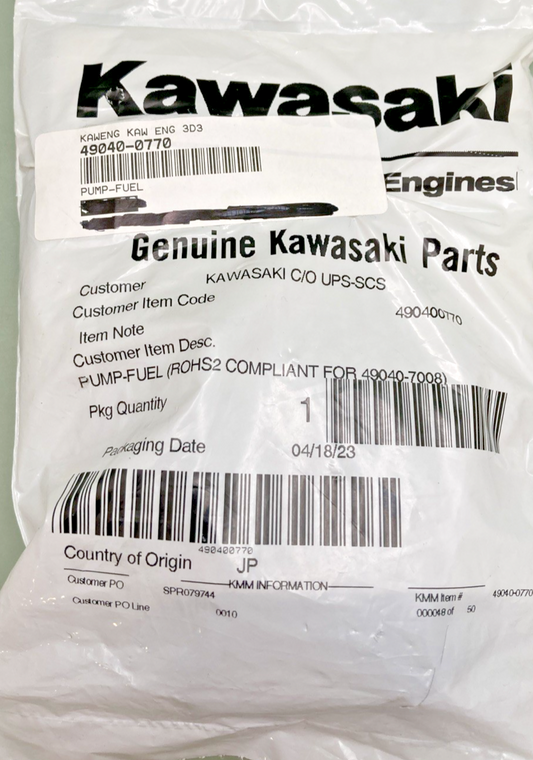 Kawasaki
KAWENG KAW ENG 3D3
49040-0770
PUMP-FUEL
Engines
Genuine Kawasaki Parts
Customer KAWASAKI C/O UPS-SCS
Customer Item Code 490400770
Item Note
Customer Item Desc.
PUMP-FUEL (ROHS2 COMPLIANT FOR 49040-7008)
Pkg Quantity 1
Packaging Date 04/18/23
490400770
Country of Origin JP
KMM INFORMATION
Customer PO SPR079744 KMM Item # 49040-0770
Customer PO Line 0010 000048 of 50